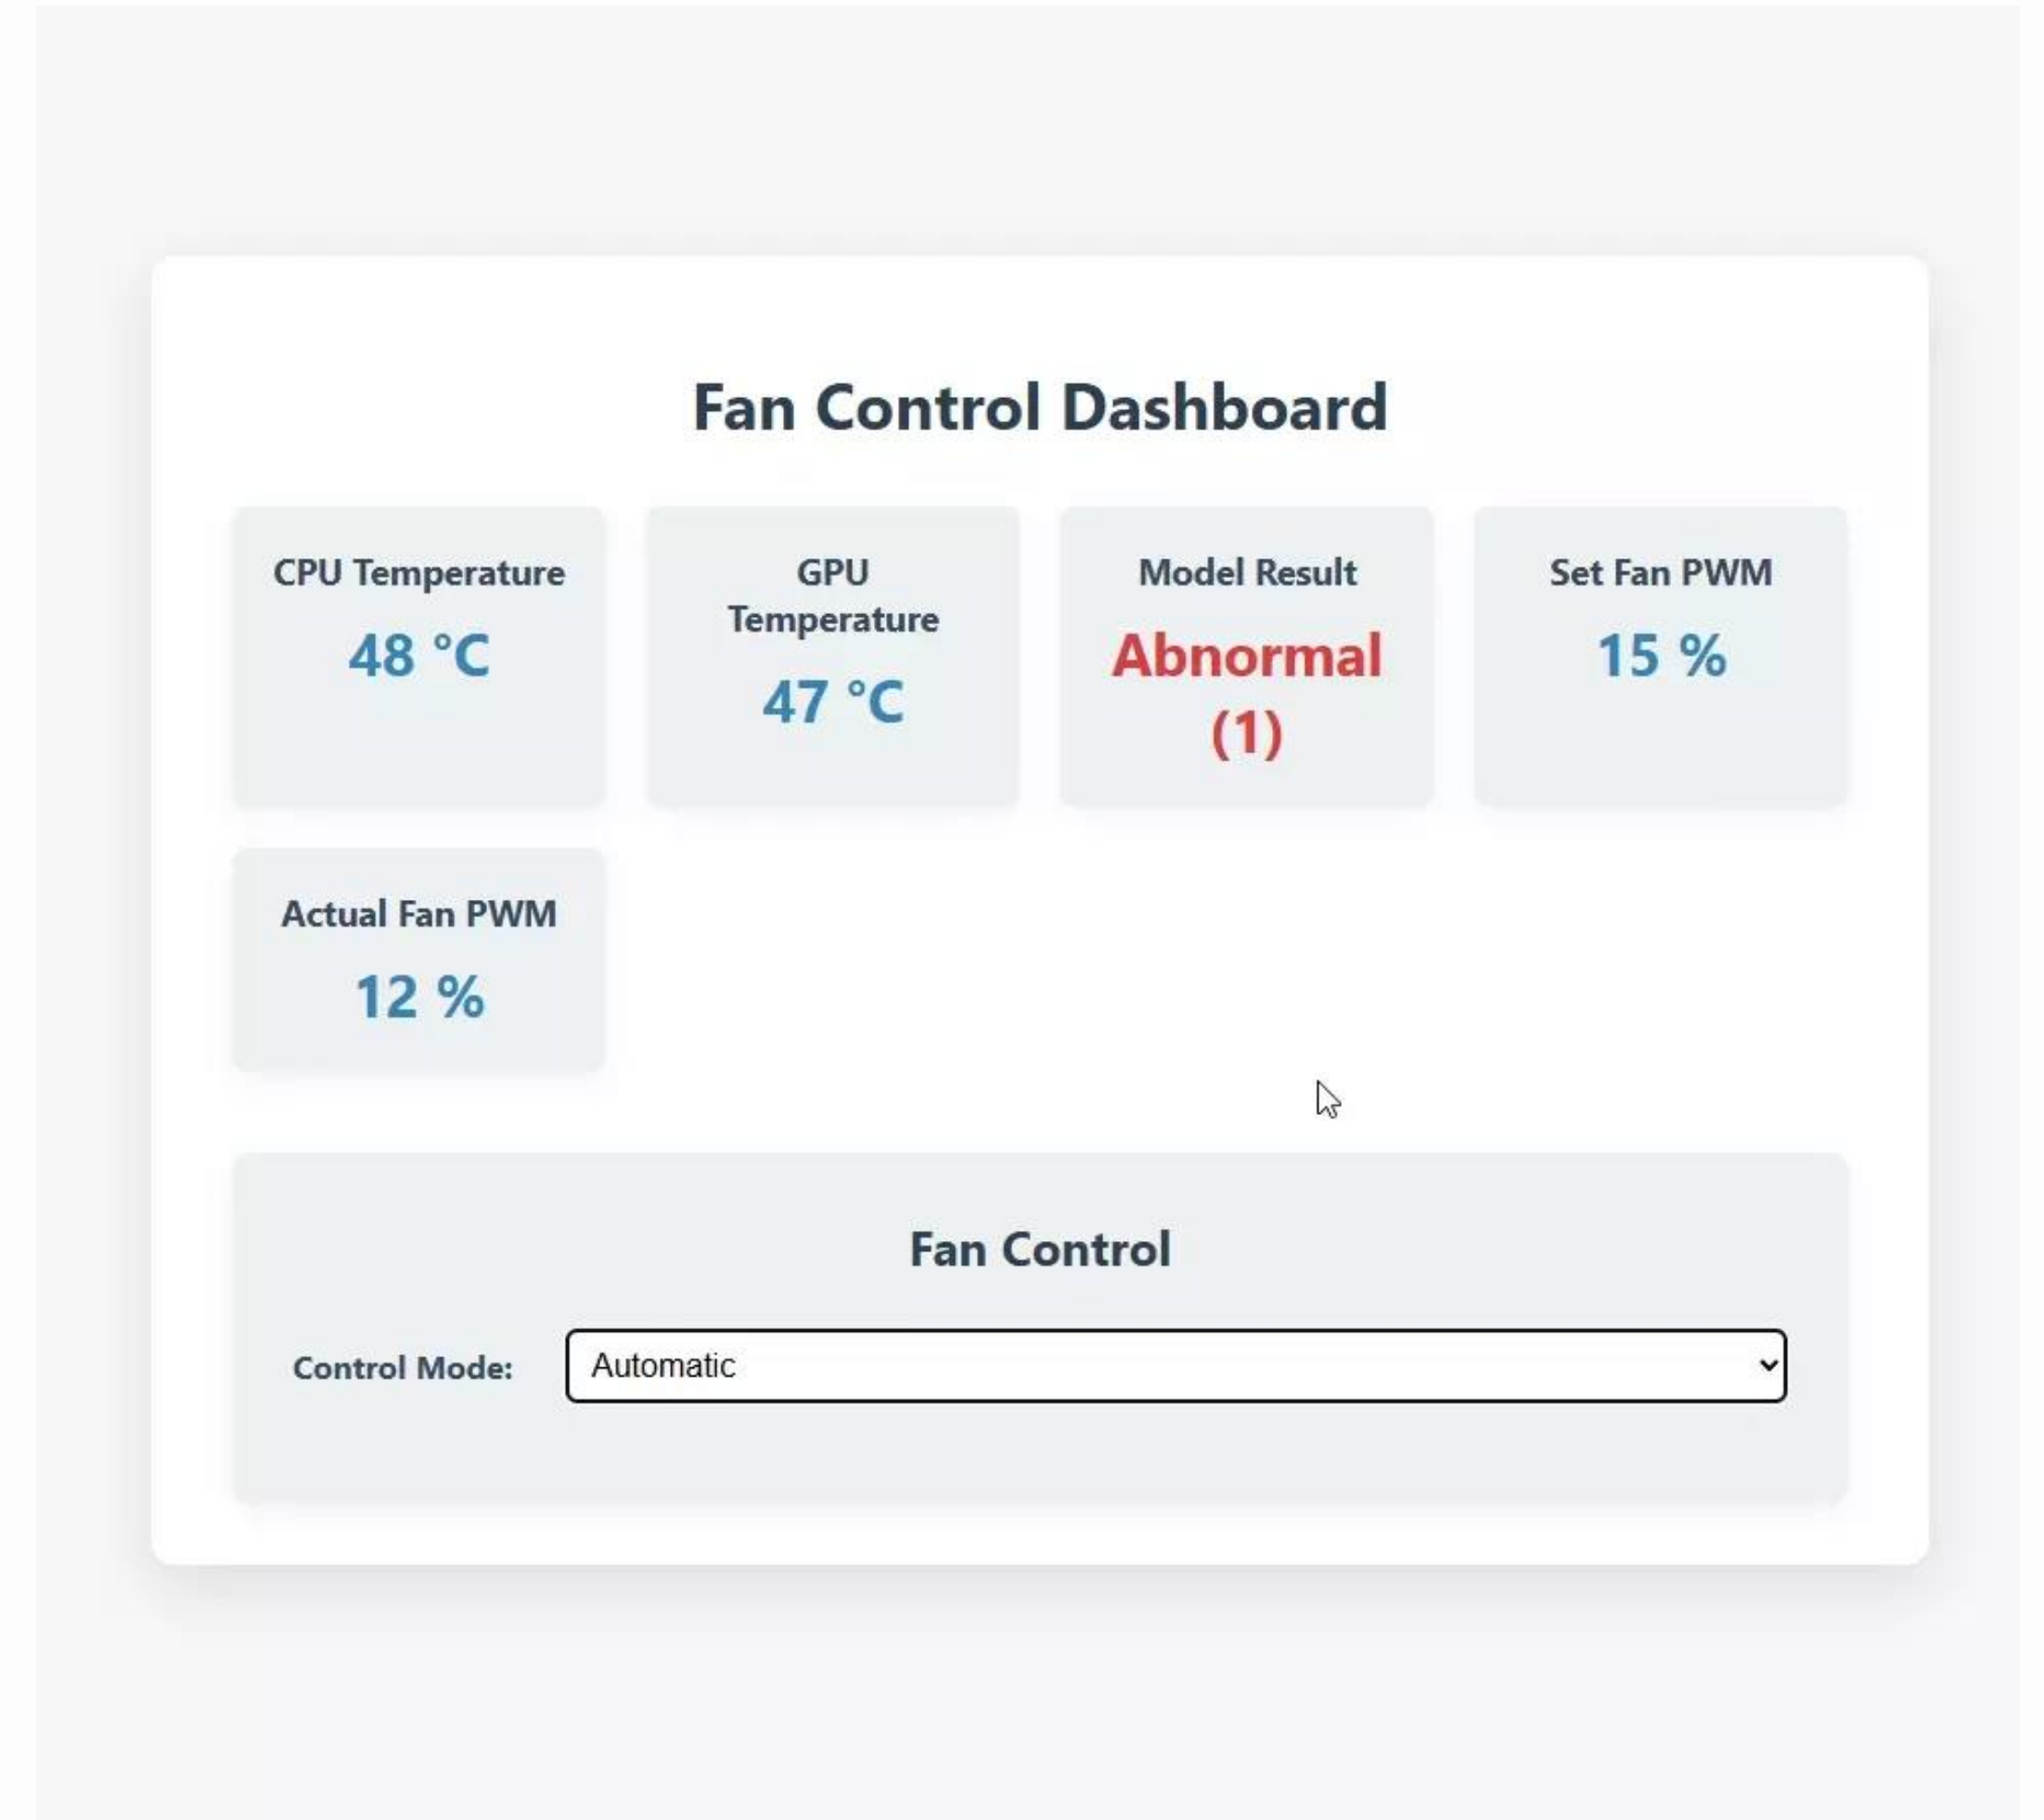 Fan Control Dashboard
CPU Temperature
48 °C
GPU
Temperature
47 °C
Model Result
Abnormal
(1)
Set Fan PWM
15 %
Actual Fan PWM
12 %
Fan Control
Control Mode:
Automatic